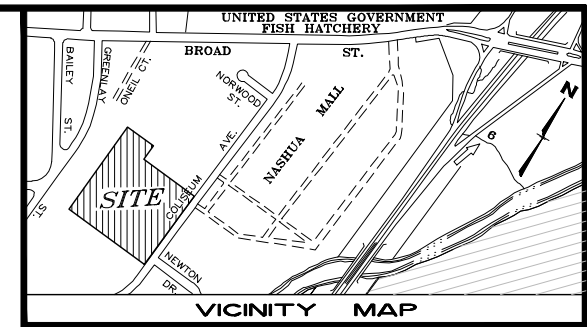 UNITED STATES GOVERNMENT
FISH HATCHERY
BROAD ST.
BAILEY ST.
GREENLAY
ST.
ONEIL CT.
NORWOOD
ST.
NASHUA MALL
COLISEUM AVE.
SITE
NEWTON
DR.
6
N
VICINITY MAP